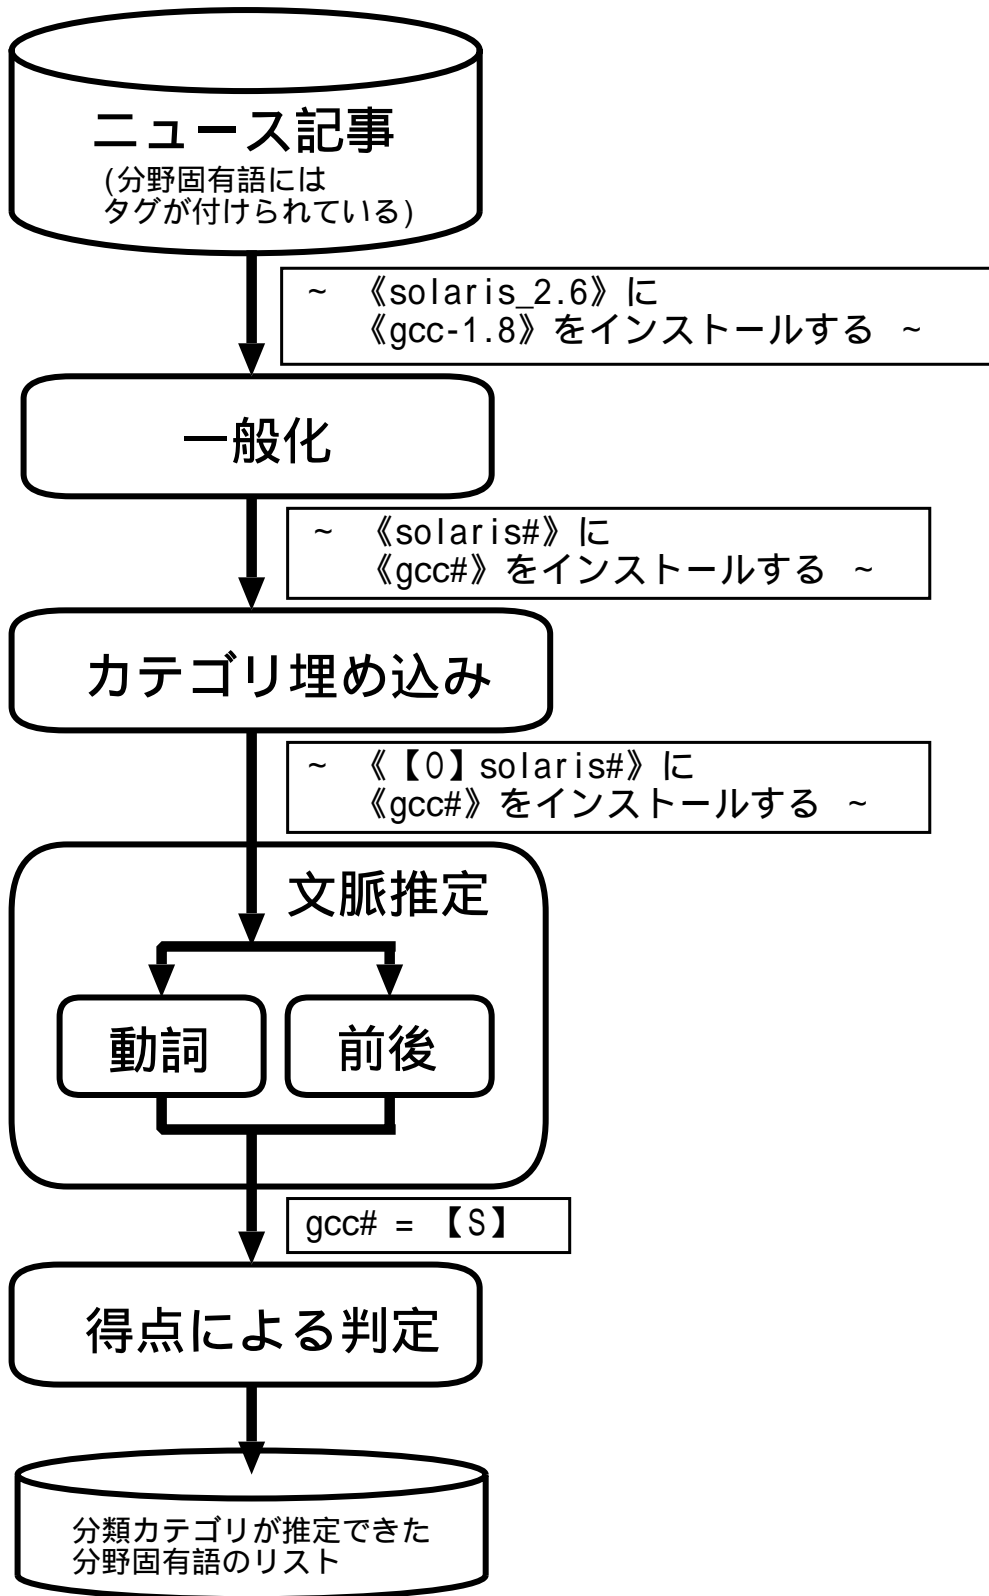 ニュース記事
(分野固有語には
タグが付けられている)
~ 《solaris_2.6》に
《gcc-1.8》をインストールする ~
一般化
~ 《solaris#》に
《gcc#》をインストールする ~
カテゴリ埋め込み
~ 《【O】solaris#》に
《gcc#》をインストールする ~
文脈推定
動詞
前後
gcc# = 【S】
得点による判定
分類カテゴリが推定できた
分野固有語のリスト